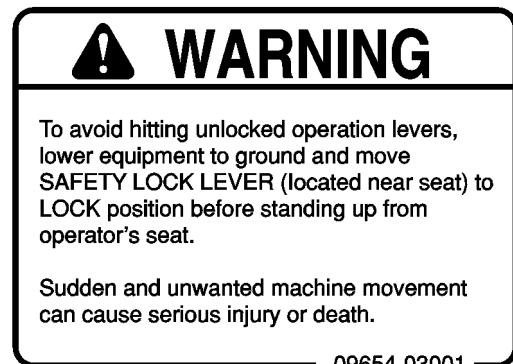 WARNING
To avoid hitting unlocked operation levers,
lower equipment to ground and move
SAFETY LOCK LEVER (located near seat) to
LOCK position before standing up from
operator's seat.
Sudden and unwanted machine movement
can cause serious injury or death.
09654-03001